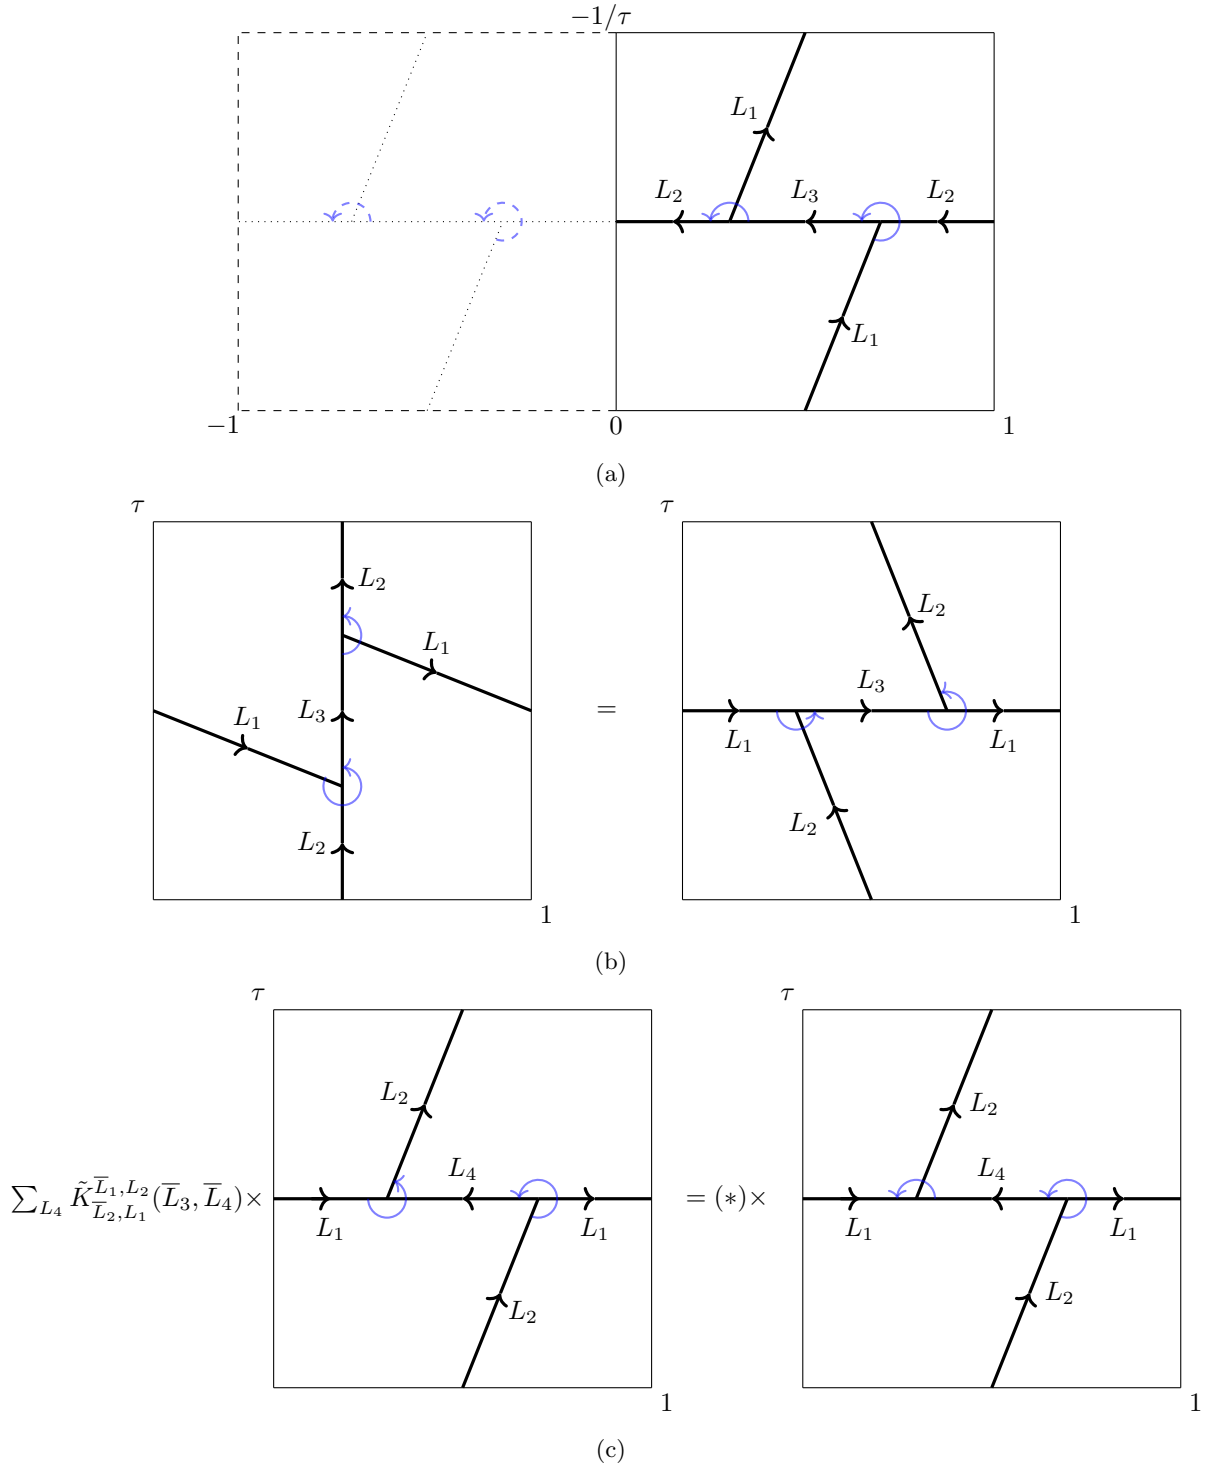 −1/τ
L₁
L₂ L₃ L₂
L₁
−1 0 1
(a)
τ τ
L₂ L₂
L₁ L₃
L₁ L₃ = L₁ L₁
L₂ L₂
1 1
(b)
τ τ
L₂ L₂
L₄ L₄
∑_{L₄} K̃^{L̅₁,L₂}_{L̅₂,L₁}(L̅₃, L̅₄)× = (∗)×
L₁ L₁ L₁ L₁
L₂ L₂
1 1
(c)